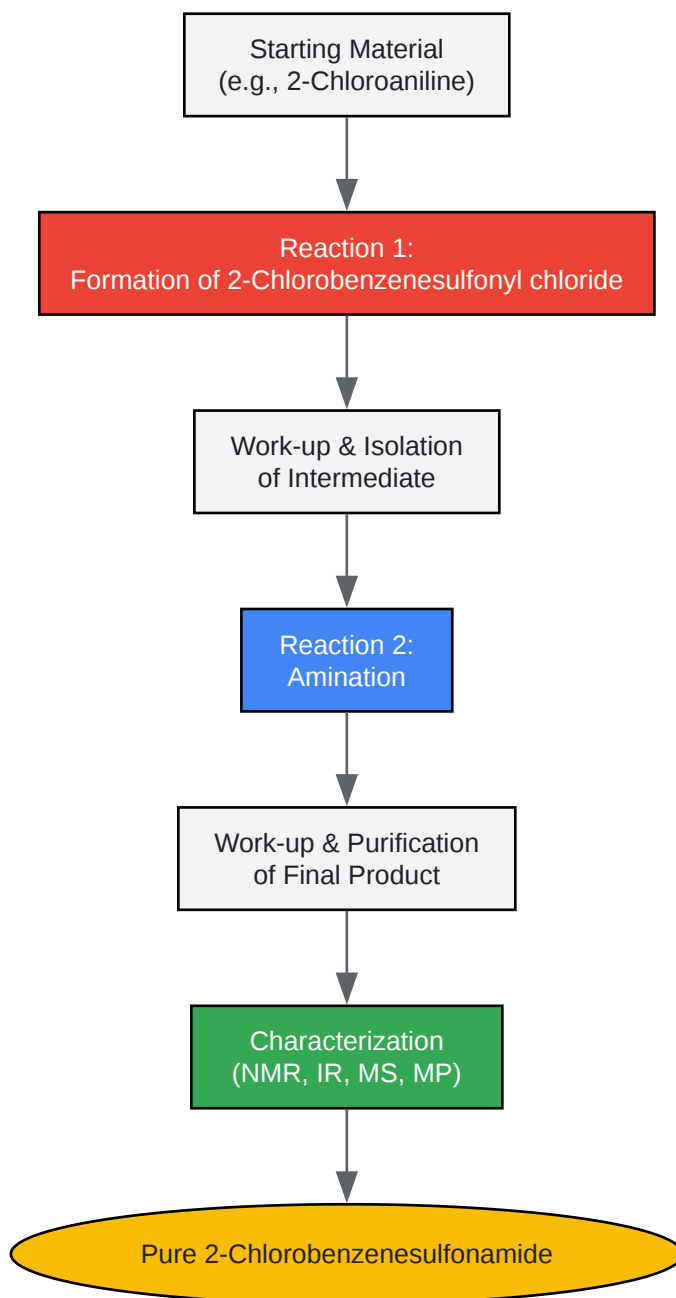 Starting Material
(e.g., 2-Chloroaniline)
Reaction 1:
Formation of 2-Chlorobenzenesulfonyl chloride
Work-up & Isolation
of Intermediate
Reaction 2:
Amination
Work-up & Purification
of Final Product
Characterization
(NMR, IR, MS, MP)
Pure 2-Chlorobenzenesulfonamide